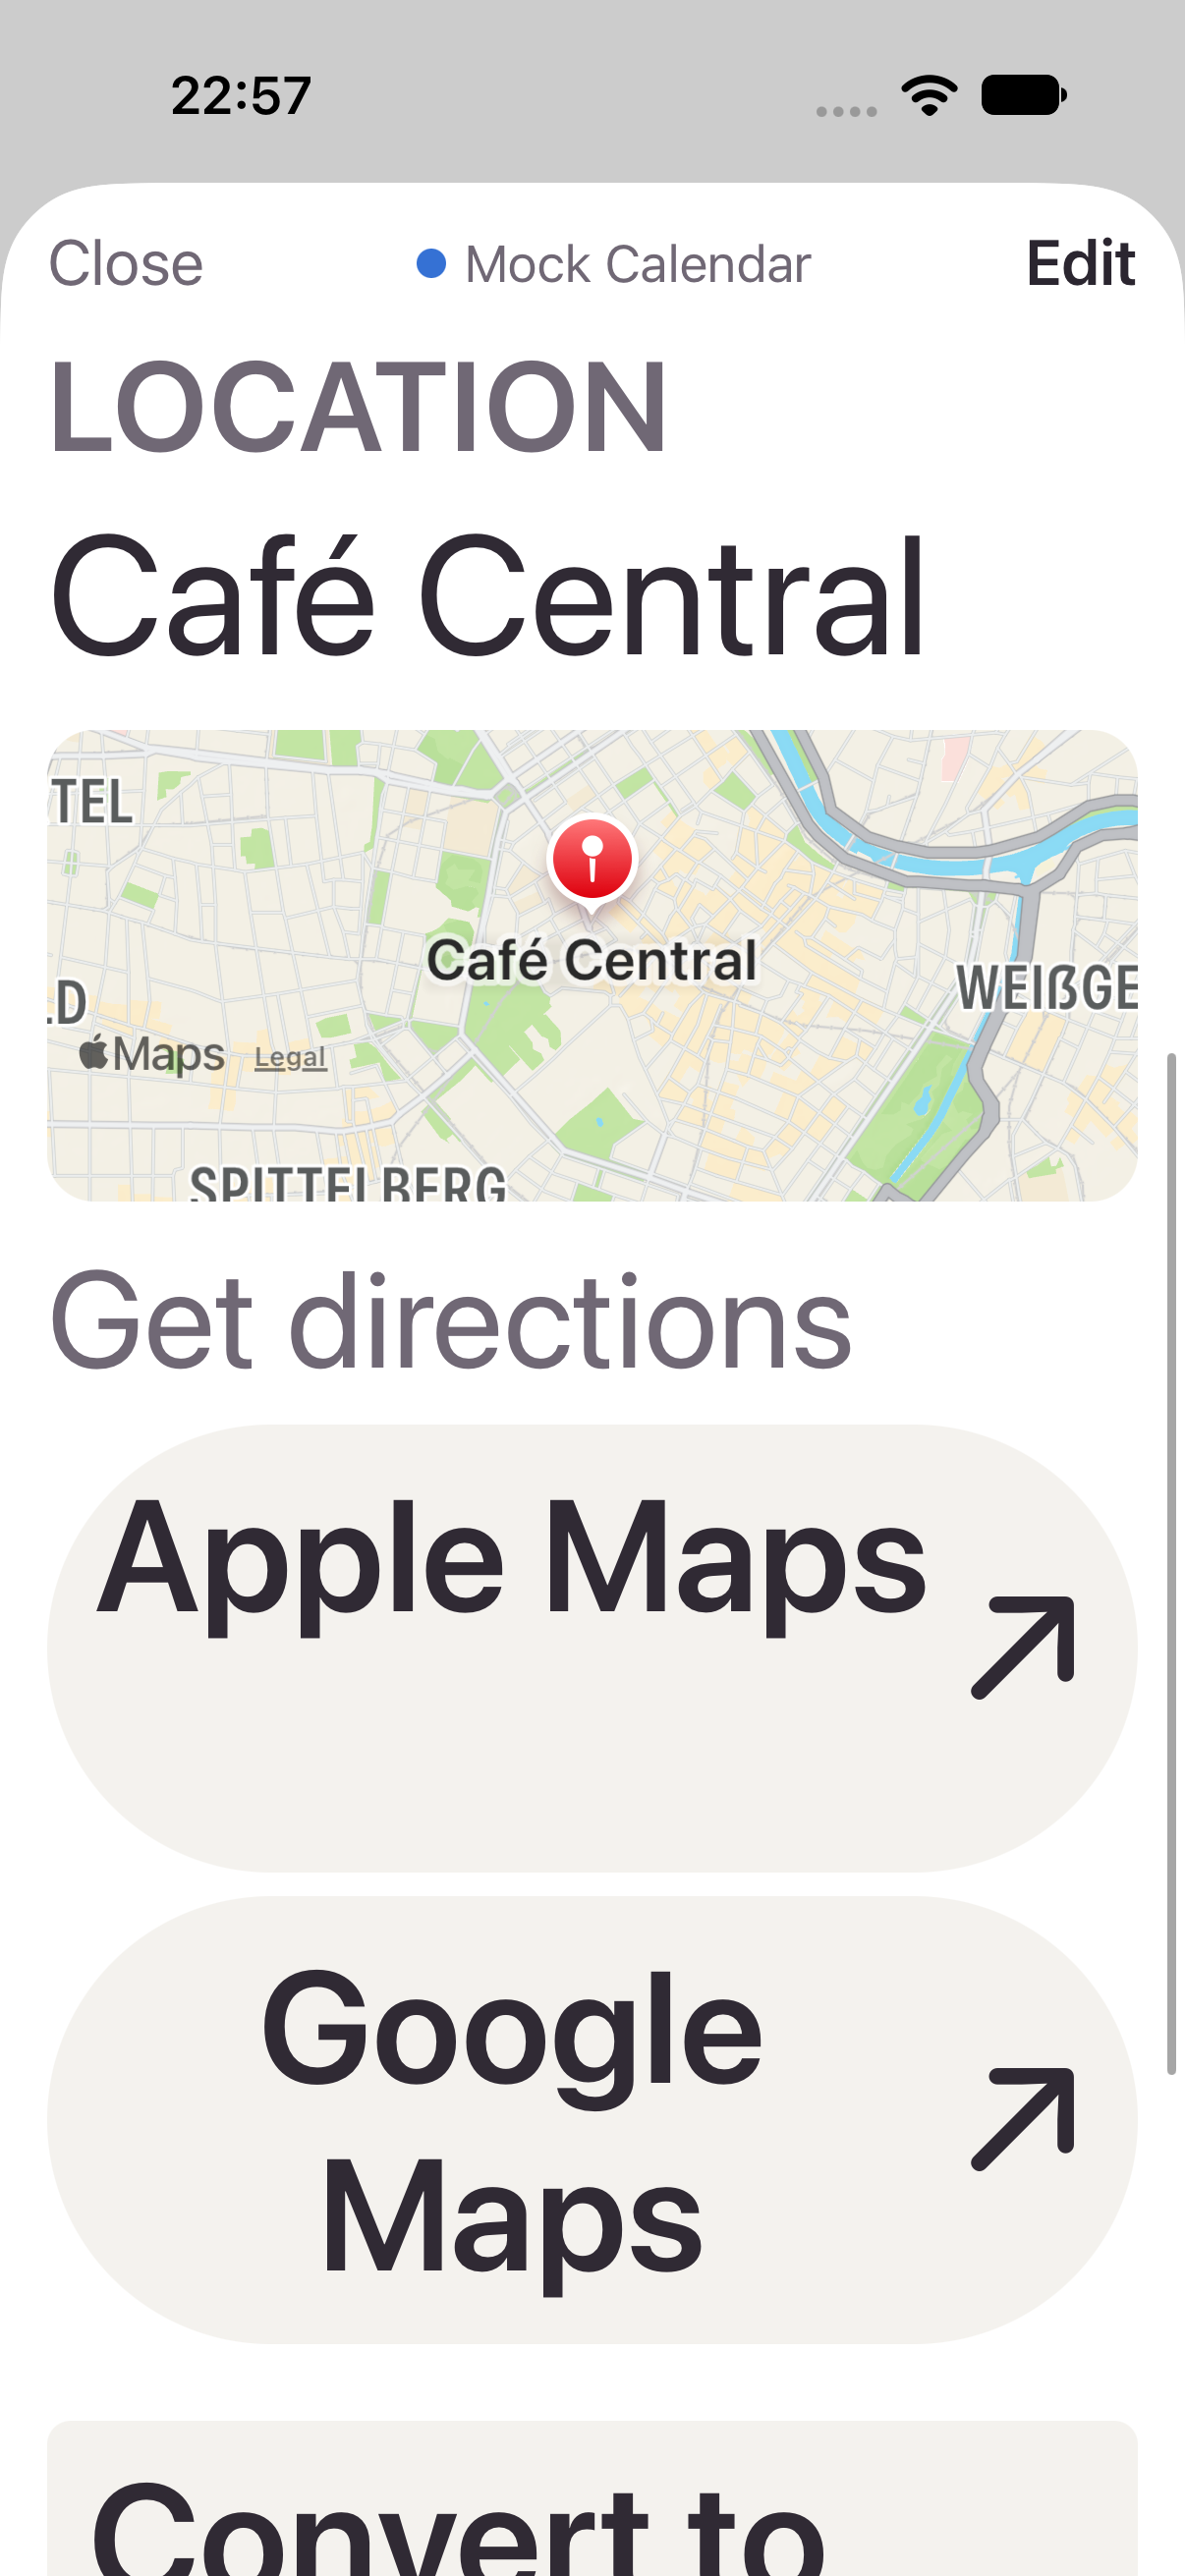 22:57
Close
Mock Calendar
Edit
LOCATION
Café Central
TEL
Café Central
WEIßGE
LD
Maps Legal
SPITTELBERG
Get directions
Apple Maps
Google
Maps
Convert to